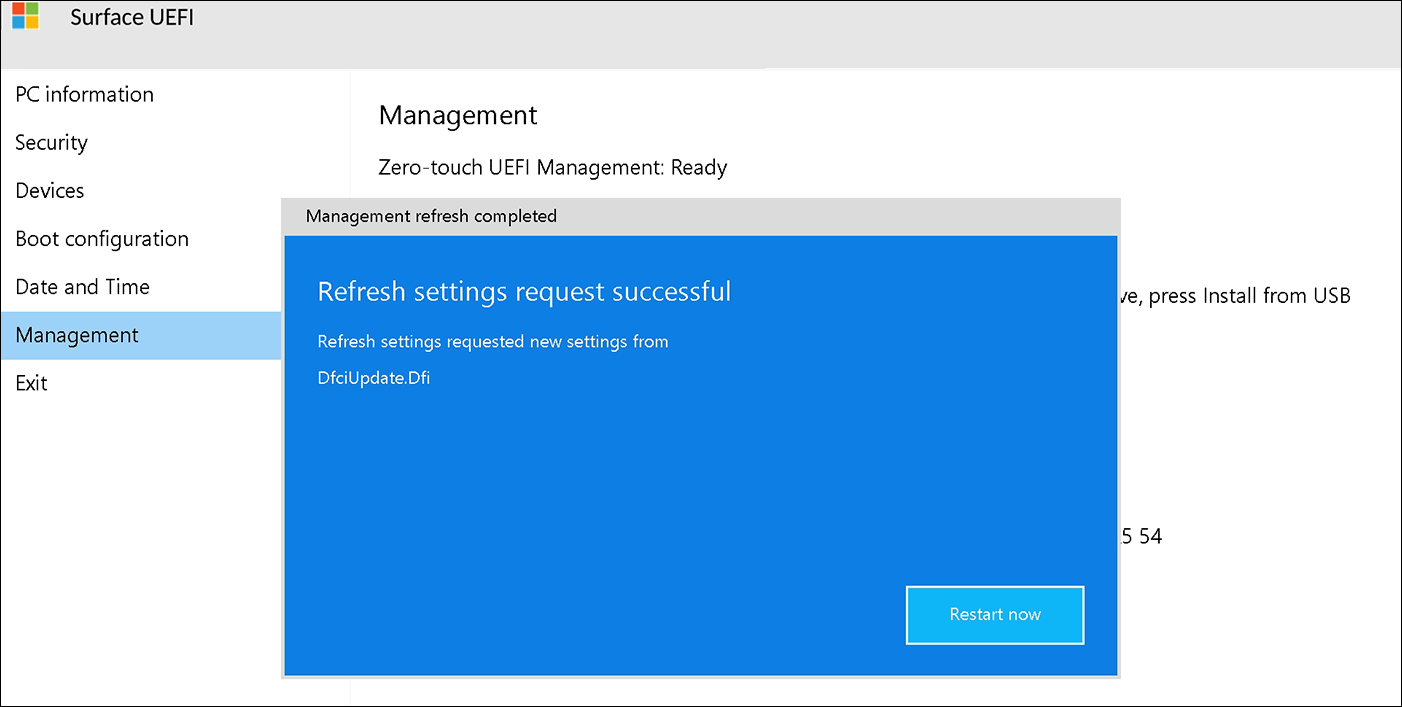 Surface UEFI
PC information
Security
Devices
Boot configuration
Date and Time
Management
Exit
Management
Zero-touch UEFI Management: Ready
Management refresh completed
Refresh settings request successful
Refresh settings requested new settings from
DfciUpdate.Dfi
Restart now
press Install from USB
54